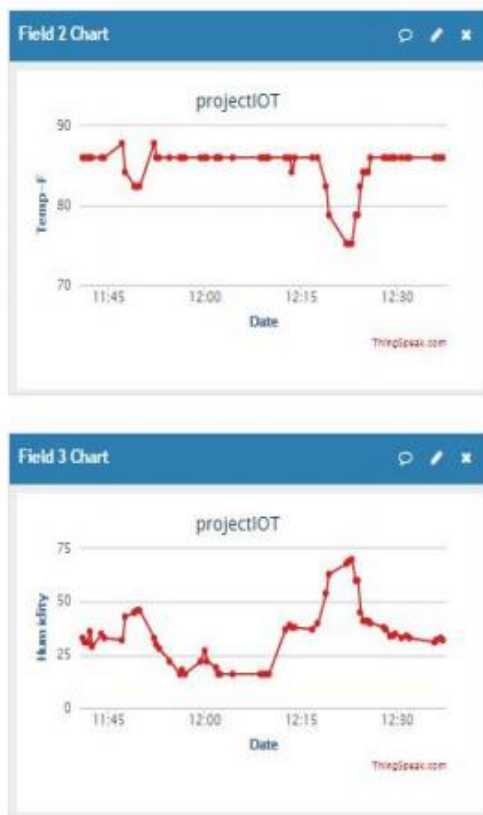 Field 2 Chart
projectIOT
90
80
70
Temp-F
11:45 12:00 12:15 12:30
Date
ThingSpeak.com
Field 3 Chart
projectIOT
75
50
25
0
Humidity
11:45 12:00 12:15 12:30
Date
ThingSpeak.com